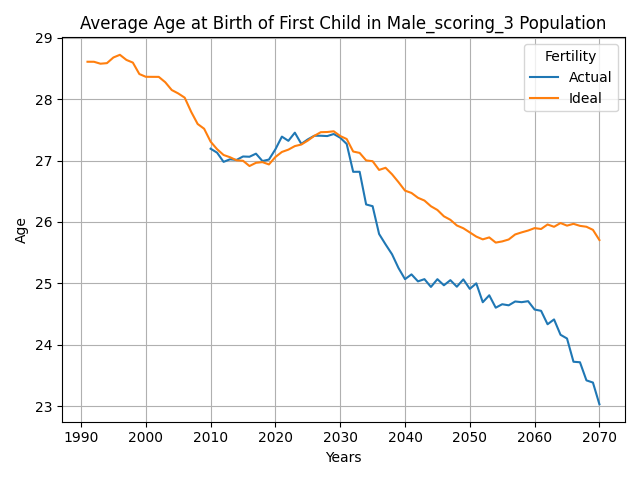 Average Age at Birth of First Child in Male_scoring_3 Population
Fertility
Actual
Ideal
Age
29
28
27
26
25
24
23
1990 2000 2010 2020 2030 2040 2050 2060 2070
Years